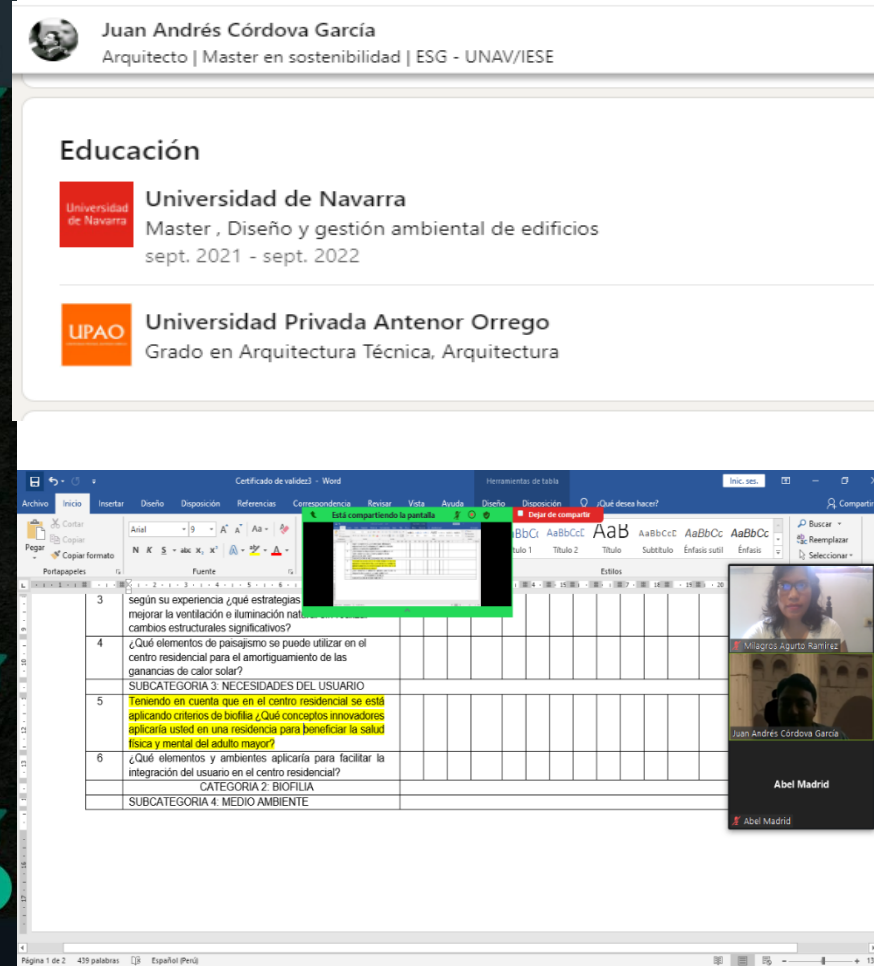 Juan Andrés Córdova García
Arquitecto | Master en sostenibilidad | ESG - UNAV/IESE
Educación
Universidad de Navarra
Universidad de Navarra
Master , Diseño y gestión ambiental de edificios
sept. 2021 - sept. 2022
UPAO
Universidad Privada Antenor Orrego
Grado en Arquitectura Técnica, Arquitectura
Certificado de validez3 - Word
Herramientas de tabla
Inic. ses.
Archivo Inicio Insertar Diseño Disposición Referencias Correspondencia Revisar Vista Ayuda Diseño Disposición ¿Qué desea hacer? Compartir
Está compartiendo la pantalla
Dejar de compartir
Pegar
Cortar
Copiar
Copiar formato
Portapapeles
Arial 9
N K S
Fuente
AaBbCcC AaB AaBbCcC AaBbCc AaBbCc
Título 2 Título Subtítulo Énfasis sutil Énfasis
Estilos
Buscar
Reemplazar
Seleccionar
3 según su experiencia ¿qué estrategias
mejorar la ventilación e iluminación
cambios estructurales significativos?
4 ¿Qué elementos de paisajismo se puede utilizar en el
centro residencial para el amortiguamiento de las
ganancias de calor solar?
SUBCATEGORIA 3: NECESIDADES DEL USUARIO
5 Teniendo en cuenta que en el centro residencial se está
aplicando criterios de biofilia ¿Qué conceptos innovadores
aplicaría usted en una residencia para beneficiar la salud
física y mental del adulto mayor?
6 ¿Qué elementos y ambientes aplicaría para facilitar la
integración del usuario en el centro residencial?
CATEGORIA 2: BIOFILIA
SUBCATEGORIA 4: MEDIO AMBIENTE
Milagros Agurto Ramirez
Juan Andrés Córdova García
Abel Madrid
Abel Madrid
Página 1 de 2 439 palabras Español (Perú)